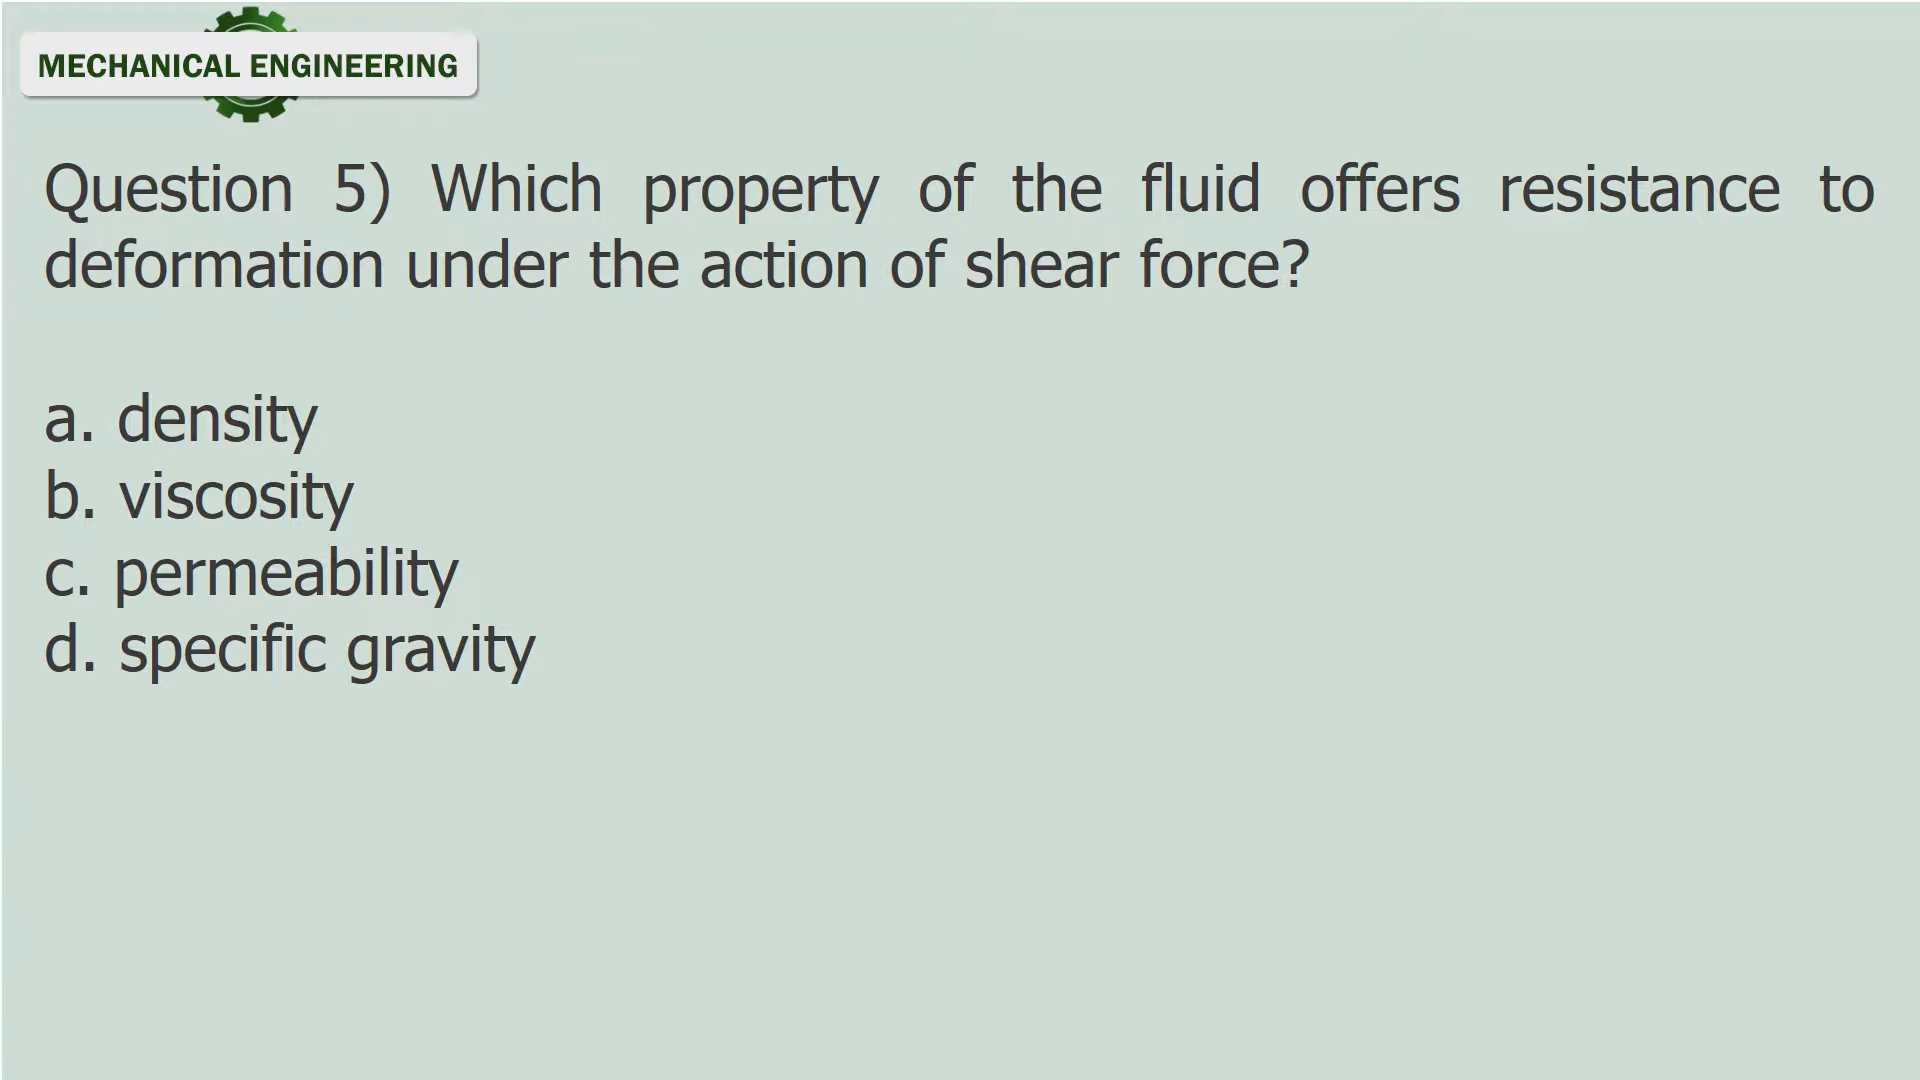 MECHANICAL ENGINEERING
Question 5) Which property of the fluid offers resistance to
deformation under the action of shear force?
a. density
b. viscosity
c. permeability
d. specific gravity